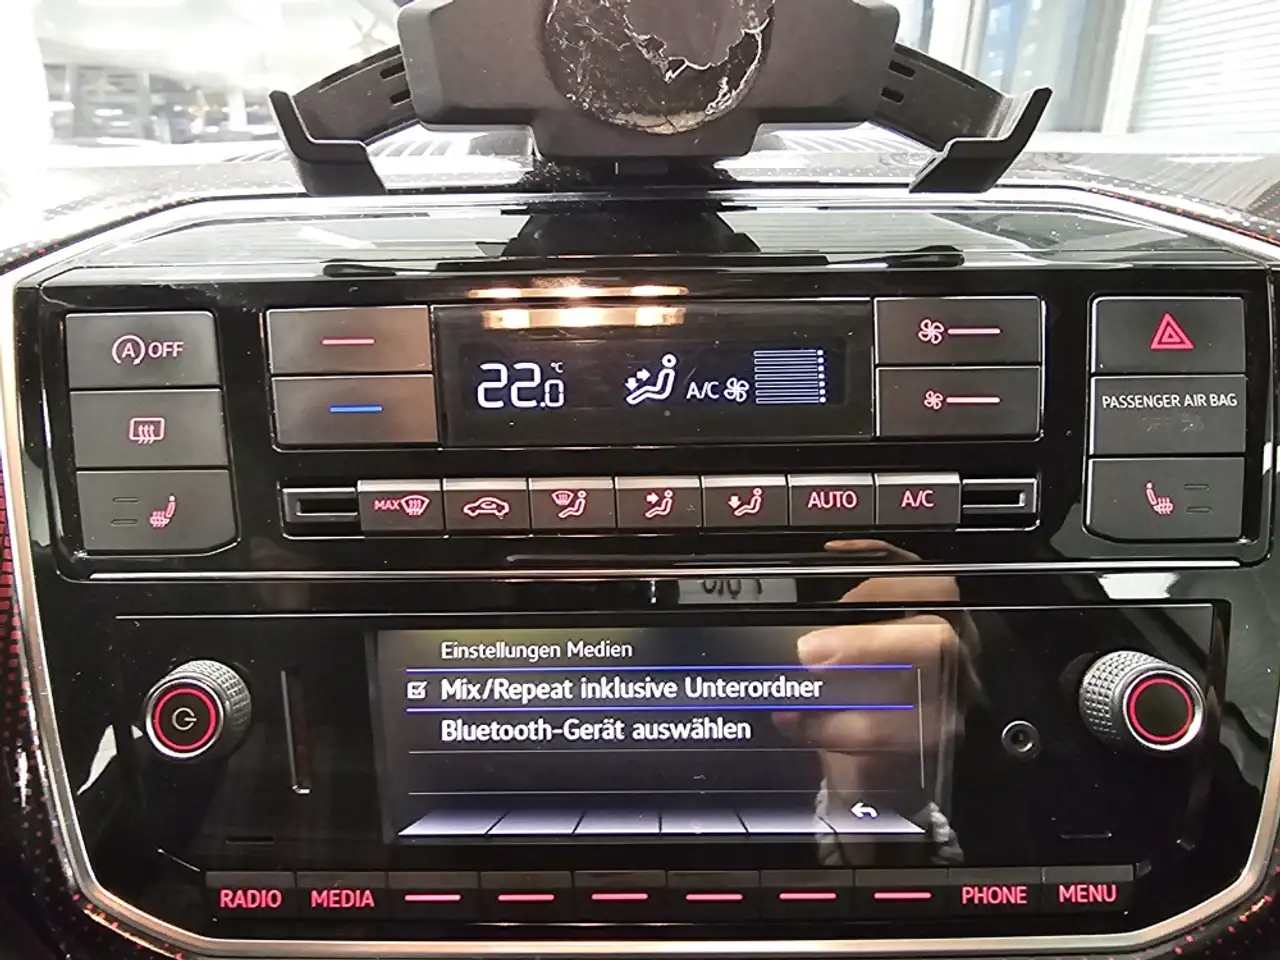 A OFF
22.0 °C
A/C
PASSENGER AIR BAG
MAX
AUTO
A/C
Einstellungen Medien
Mix/Repeat inklusive Unterordner
Bluetooth-Gerät auswählen
RADIO
MEDIA
PHONE
MENU